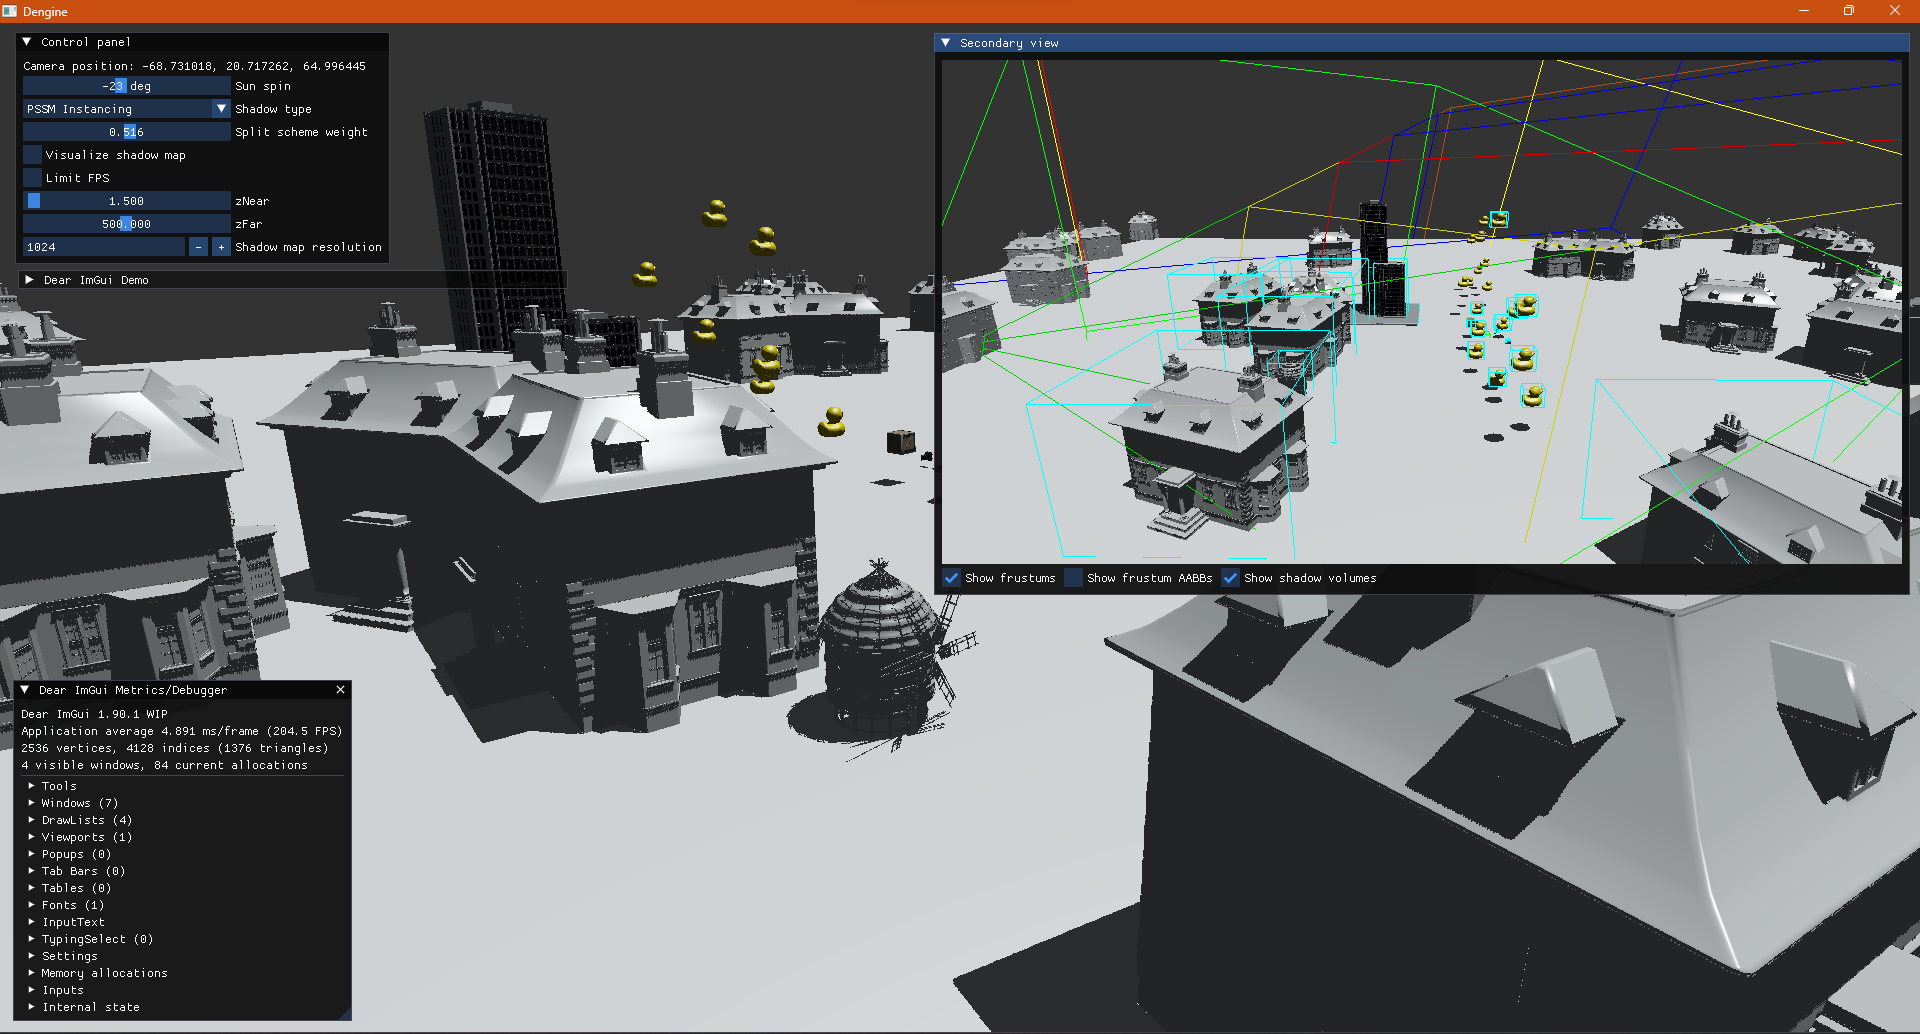 Dengine
Control panel
Camera position: -68.731018, 20.717262, 64.996445
-23 deg Sun spin
PSSM Instancing Shadow type
0.516 Split scheme weight
Visualize shadow map
Limit FPS
1.500 zNear
500.000 zFar
1024 - + Shadow map resolution
Dear ImGui Demo
Secondary view
Show frustums Show frustum AABBs Show shadow volumes
Dear ImGui Metrics/Debugger
Dear ImGui 1.90.1 WIP
Application average 4.891 ms/frame (204.5 FPS)
2536 vertices, 4128 indices (1376 triangles)
4 visible windows, 84 current allocations
Tools
Windows (7)
DrawLists (4)
Viewports (1)
Popups (0)
Tab Bars (0)
Tables (0)
Fonts (1)
InputText
TypingSelect (0)
Settings
Memory allocations
Inputs
Internal state